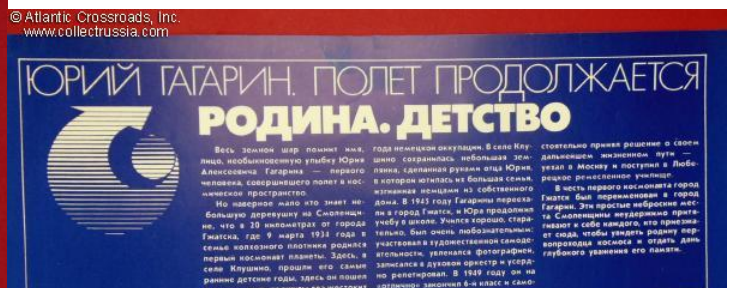 © Atlantic Crossroads, Inc.
www.collectrussia.com
ЮРИЙ ГАГАРИН. ПОЛЕТ ПРОДОЛЖАЕТСЯ
РОДИНА. ДЕТСТВО
Весь земной шар помнит имя,
лицо, необыкновенную улыбку Юрия
Алексеевича Гагарина — первого
человека, совершившего полет в кос-
мическое пространство.
Но наверное мало кто знает не-
большую деревушку на Смоленщи-
не, что в 20 километрах от города
Гжатска, где 9 марта 1934 года в
семье колхозного плотника родился
первый космонавт планеты. Здесь, в
селе Клушино, прошли его самые
ранние детские годы, здесь он пошел
года немецкой оккупации. В селе Клу-
шино сохранилась небольшая зем-
лянка, сделанная руками отца Юрия,
в которой ютилась их большая семья,
изгнанная немцами из собственного
дома. В 1945 году Гагарины перееха-
ли в город Гжатск, и Юра продолжил
учебу в школе. Учился хорошо, стара-
тельно, был очень любознательным:
участвовал в художественной самоде-
ятельности, увлекался фотографией,
записался в духовой оркестр и усерд-
но репетировал. В 1949 году он на
«отлично» закончил 6-й класс и само-
стоятельно принял решение о своем
дальнейшем жизненном пути —
уехал в Москву и поступил в Любе-
рецкое ремесленное училище.
В честь первого космонавта город
Гжатск был переименован в город
Гагарин. Эти простые неброские мес-
та Смоленщины неудержимо притя-
гивают к себе каждого, кто приезжа-
ет сюда, чтобы увидеть родину пер-
вопроходца космоса и отдать дань
глубокого уважения его памяти.